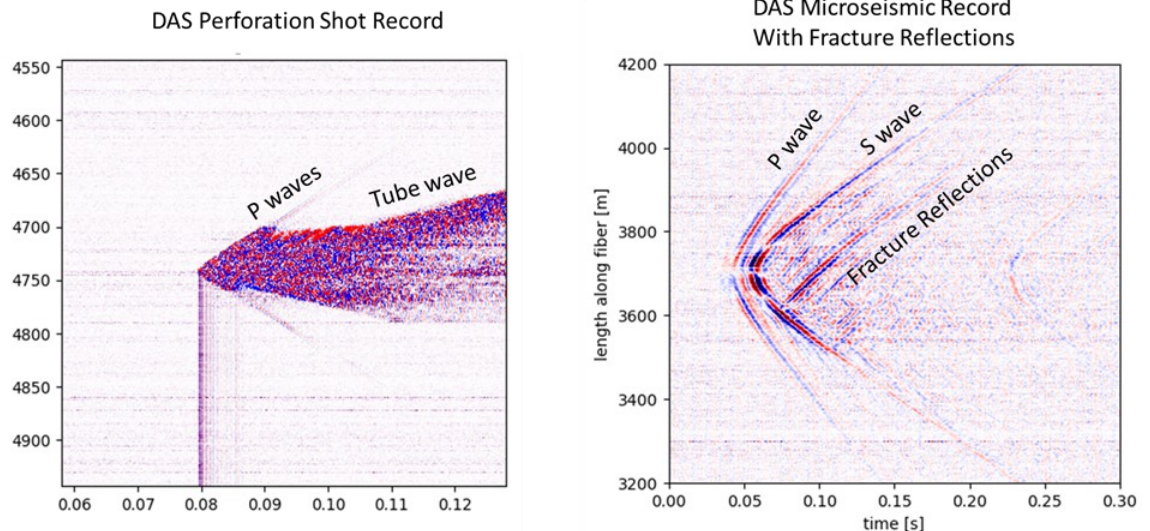 DAS Perforation Shot Record
4550
4600
4650
4700
4750
4800
4850
4900
0.06 0.07 0.08 0.09 0.10 0.11 0.12
P waves
Tube wave
DAS Microseismic Record
With Fracture Reflections
length along fiber [m]
4200
4000
3800
3600
3400
3200
0.00 0.05 0.10 0.15 0.20 0.25 0.30
time [s]
P wave
S wave
Fracture Reflections